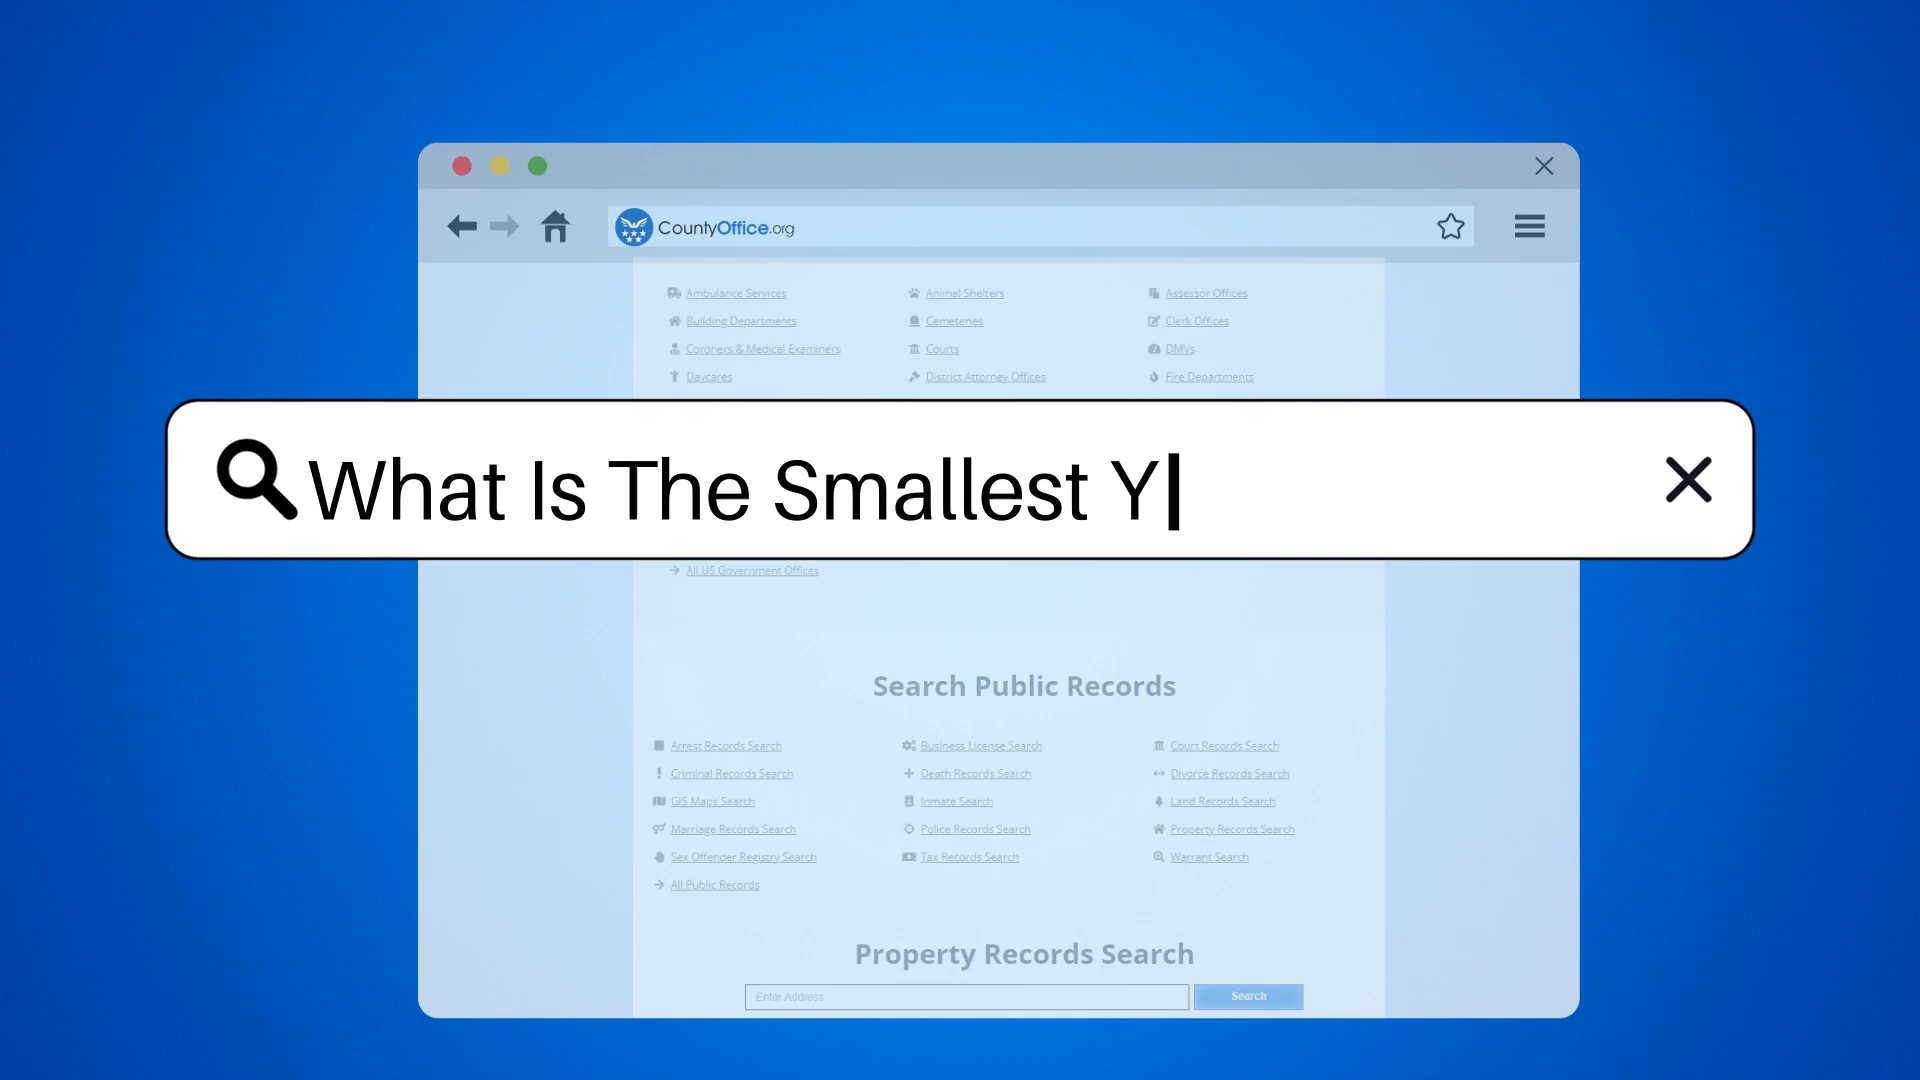 CountyOffice.org
Ambulance Services Animal Shelters Assessor Offices
Building Departments Cemeteries Clerk Offices
Coroners & Medical Examiners Courts DMVs
Daycares District Attorney Offices Fire Departments
What Is The Smallest Y
All US Government Offices
Search Public Records
Arrest Records Search Business License Search Court Records Search
Criminal Records Search Death Records Search Divorce Records Search
GIS Maps Search Inmate Search Land Records Search
Marriage Records Search Police Records Search Property Records Search
Sex Offender Registry Search Tax Records Search Warrant Search
All Public Records
Property Records Search
Enter Address Search